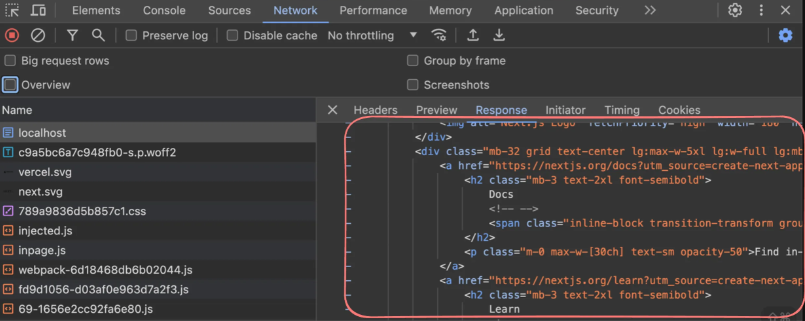 Elements Console Sources Network Performance Memory Application Security
Preserve log Disable cache No throttling
Big request rows Group by frame
Overview Screenshots
Name Headers Preview Response Initiator Timing Cookies
localhost
c9a5bc6a7c948fb0-s.p.woff2
vercel.svg
next.svg
789a9836d5b857c1.css
injected.js
inpage.js
webpack-6d18468db6b02044.js
fd9d1056-d03af0e963d7a2f3.js
69-1656e2cc92fa6e80.js
<img alt="Next.js Logo" fetchPriority="high" width="180"
</div>
<div class="mb-32 grid text-center lg:max-w-5xl lg:w-full lg:mb
<a href="https://nextjs.org/docs?utm_source=create-next-app
<h2 class="mb-3 text-2xl font-semibold">
Docs
<!-- -->
<span class="inline-block transition-transform grou
</h2>
<p class="m-0 max-w-[30ch] text-sm opacity-50">Find in-
</a>
<a href="https://nextjs.org/learn?utm_source=create-next-ap
<h2 class="mb-3 text-2xl font-semibold">
Learn